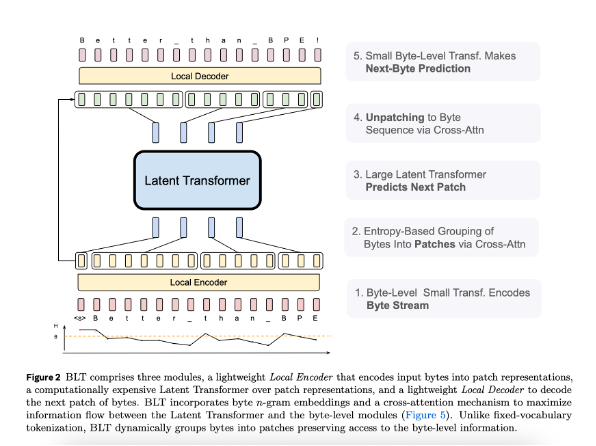 B e t t e r _ t h a n _ B P E !
Local Decoder
5. Small Byte-Level Transf. Makes
Next-Byte Prediction
4. Unpatching to Byte
Sequence via Cross-Attn
Latent Transformer
3. Large Latent Transformer
Predicts Next Patch
2. Entropy-Based Grouping of
Bytes Into Patches via Cross-Attn
Local Encoder
1. Byte-Level Small Transf. Encodes
Byte Stream
<s> B e t t e r _ t h a n _ B P E
H
θ
Figure 2 BLT comprises three modules, a lightweight Local Encoder that encodes input bytes into patch representations,
a computationally expensive Latent Transformer over patch representations, and a lightweight Local Decoder to decode
the next patch of bytes. BLT incorporates byte n-gram embeddings and a cross-attention mechanism to maximize
information flow between the Latent Transformer and the byte-level modules (Figure 5). Unlike fixed-vocabulary
tokenization, BLT dynamically groups bytes into patches preserving access to the byte-level information.